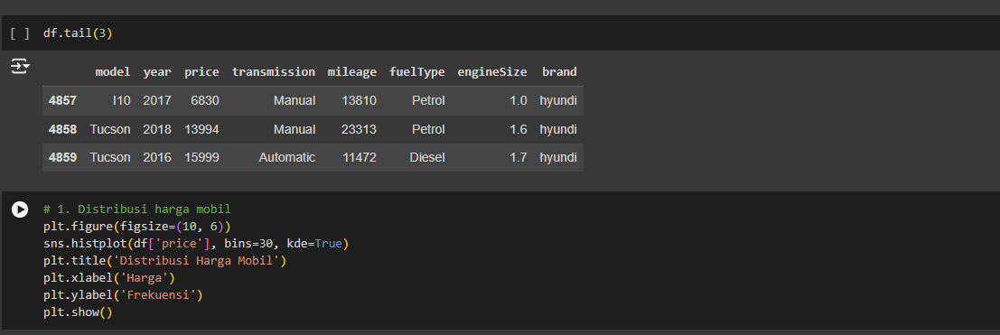 [ ] df.tail(3)
model year price transmission mileage fuelType engineSize brand
4857 I10 2017 6830 Manual 13810 Petrol 1.0 hyundi
4858 Tucson 2018 13994 Manual 23313 Petrol 1.6 hyundi
4859 Tucson 2016 15999 Automatic 11472 Diesel 1.7 hyundi
# 1. Distribusi harga mobil
plt.figure(figsize=(10, 6))
sns.histplot(df['price'], bins=30, kde=True)
plt.title('Distribusi Harga Mobil')
plt.xlabel('Harga')
plt.ylabel('Frekuensi')
plt.show()